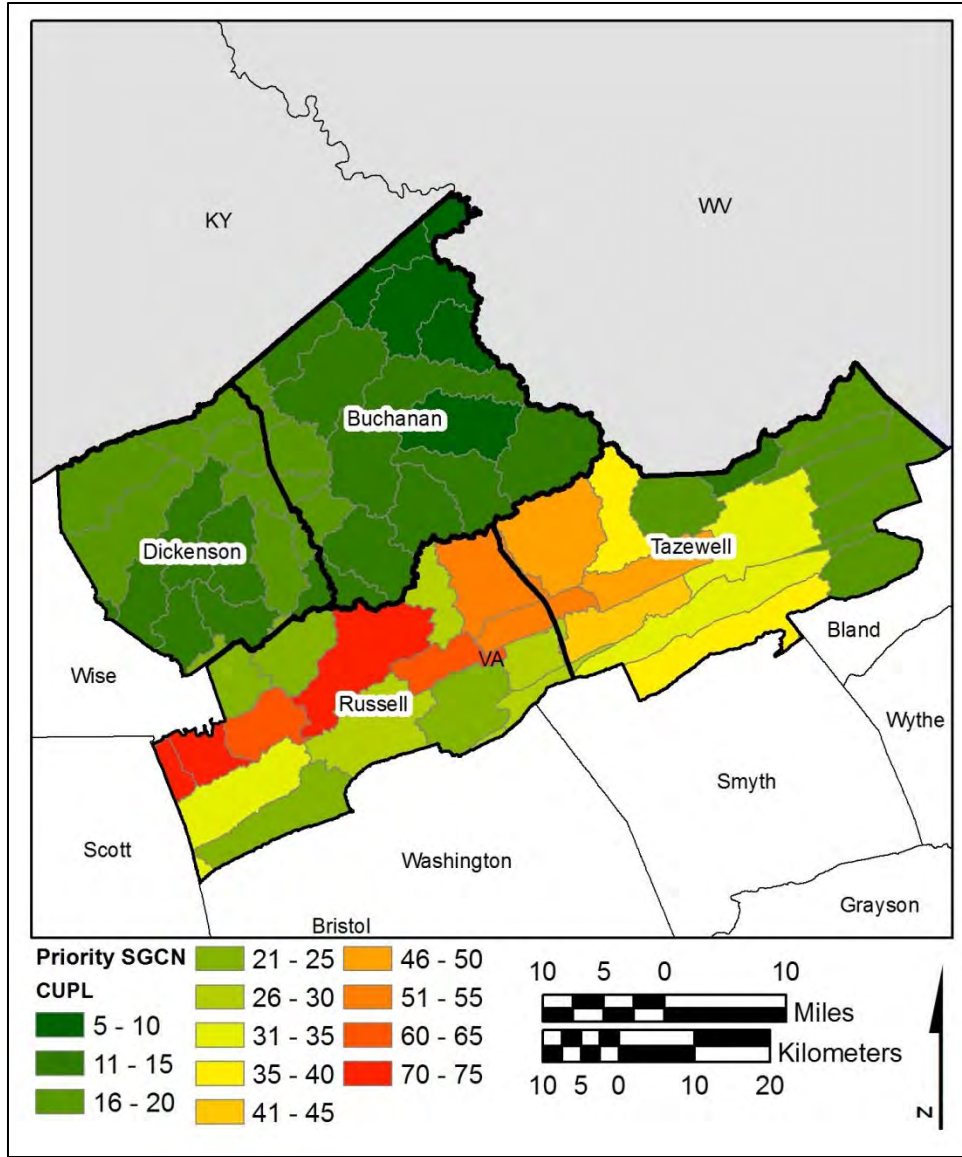 KY
WV
Buchanan
Dickenson
Tazewell
Bland
Wise
VA
Russell
Wythe
Smyth
Scott
Washington
Grayson
Bristol
Priority SGCN
CUPL
5 - 10
11 - 15
16 - 20
21 - 25
26 - 30
31 - 35
35 - 40
41 - 45
46 - 50
51 - 55
60 - 65
70 - 75
10 5 0 10
Miles
Kilometers
10 5 0 10 20
N